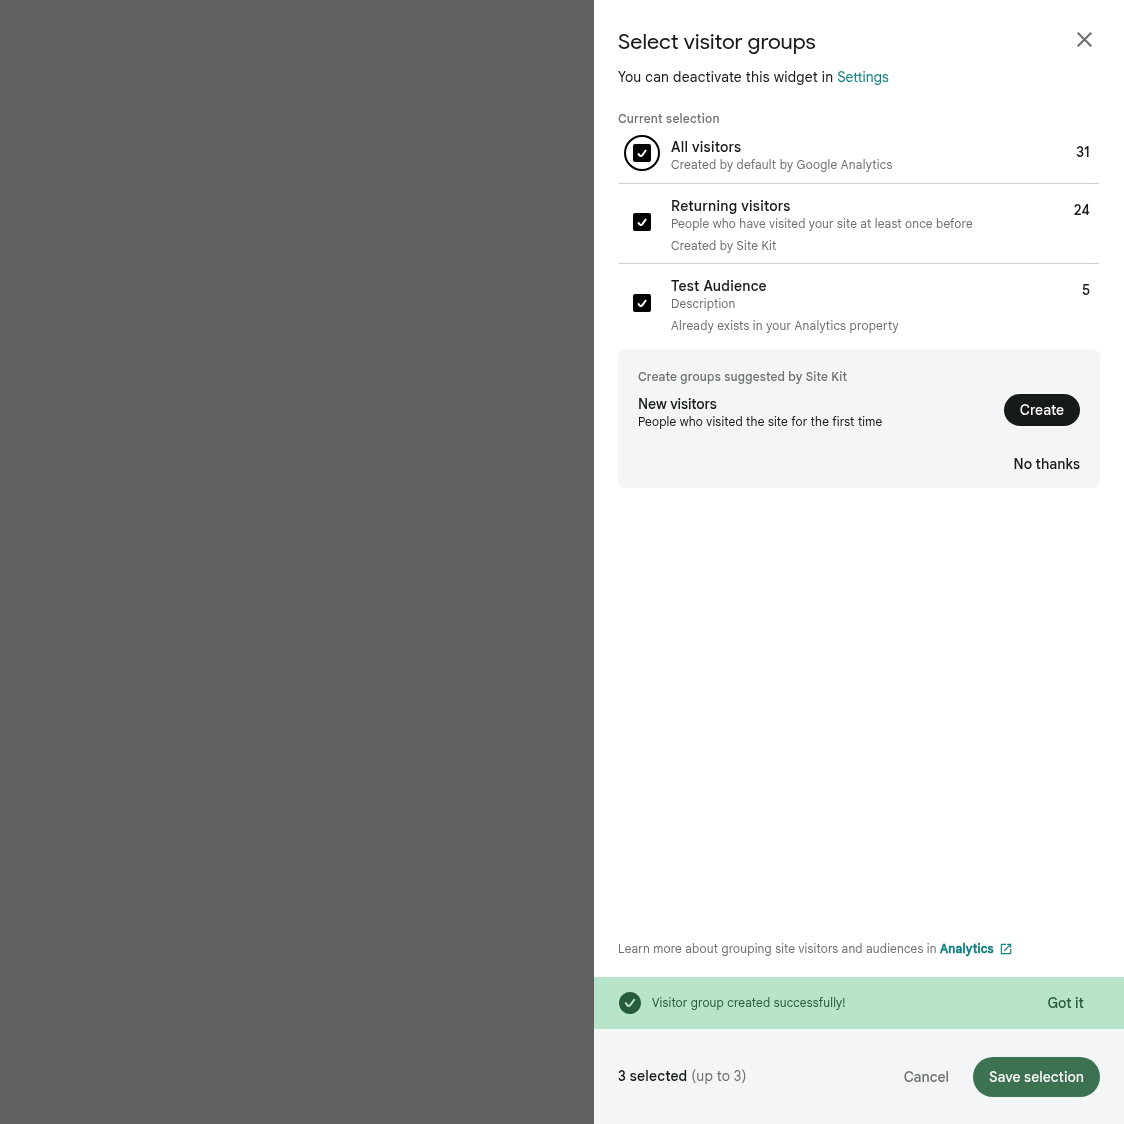 Select visitor groups
You can deactivate this widget in Settings
Current selection
All visitors
31
Created by default by Google Analytics
Returning visitors
24
People who have visited your site at least once before
Created by Site Kit
Test Audience
5
Description
Already exists in your Analytics property
Create groups suggested by Site Kit
New visitors
Create
People who visited the site for the first time
No thanks
Learn more about grouping site visitors and audiences in Analytics
Visitor group created successfully!
Got it
3 selected (up to 3)
Cancel
Save selection